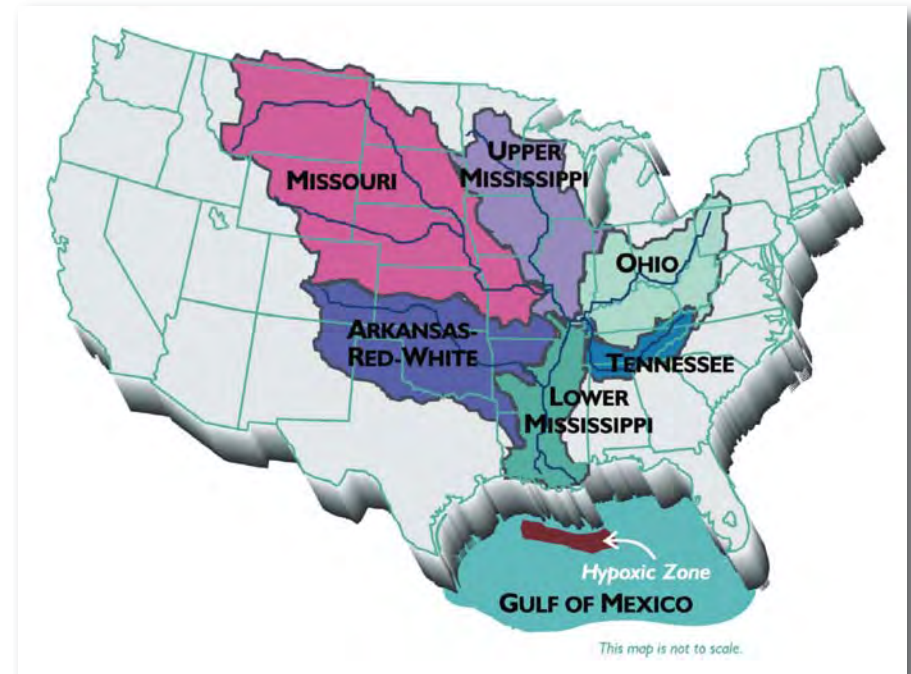 UPPER
MISSISSIPPI
MISSOURI
OHIO
ARKANSAS-
RED-WHITE
TENNESSEE
LOWER
MISSISSIPPI
Hypoxic Zone
GULF OF MEXICO
This map is not to scale.